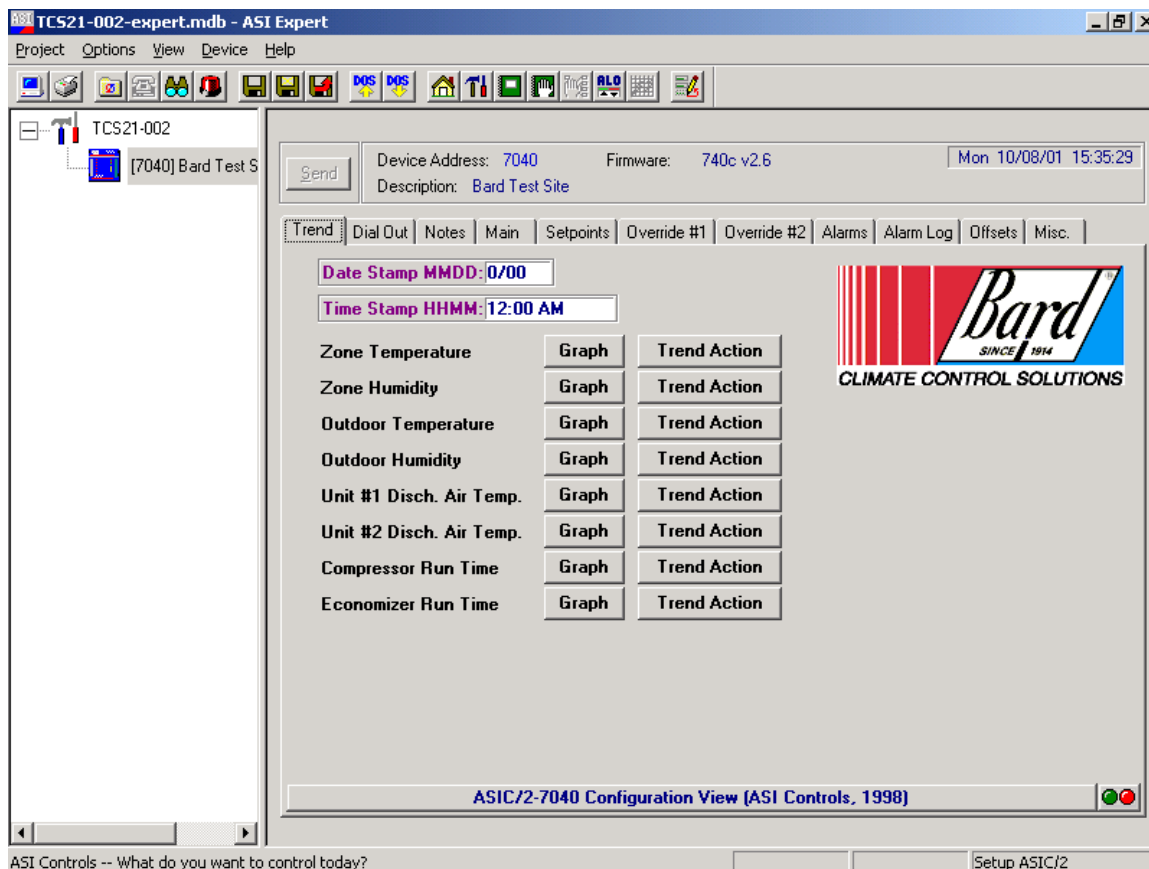 TCS21-002-expert.mdb - ASI Expert
Project Options View Device Help
DOS DOS
TCS21-002
[7040] Bard Test S
Send
Device Address: 7040 Firmware: 740c v2.6
Description: Bard Test Site
Mon 10/08/01 15:35:29
Trend Dial Out Notes Main Setpoints Override #1 Override #2 Alarms Alarm Log Offsets Misc.
Date Stamp MMDD: 0/00
Time Stamp HHMM: 12:00 AM
Bard
SINCE 1914
CLIMATE CONTROL SOLUTIONS
Zone Temperature Graph Trend Action
Zone Humidity Graph Trend Action
Outdoor Temperature Graph Trend Action
Outdoor Humidity Graph Trend Action
Unit #1 Disch. Air Temp. Graph Trend Action
Unit #2 Disch. Air Temp. Graph Trend Action
Compressor Run Time Graph Trend Action
Economizer Run Time Graph Trend Action
ASIC/2-7040 Configuration View (ASI Controls, 1998)
ASI Controls -- What do you want to control today?
Setup ASIC/2